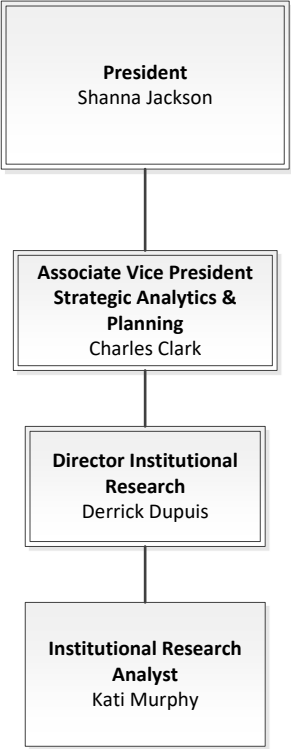 President
Shanna Jackson
Associate Vice President
Strategic Analytics &
Planning
Charles Clark
Director Institutional
Research
Derrick Dupuis
Institutional Research
Analyst
Kati Murphy